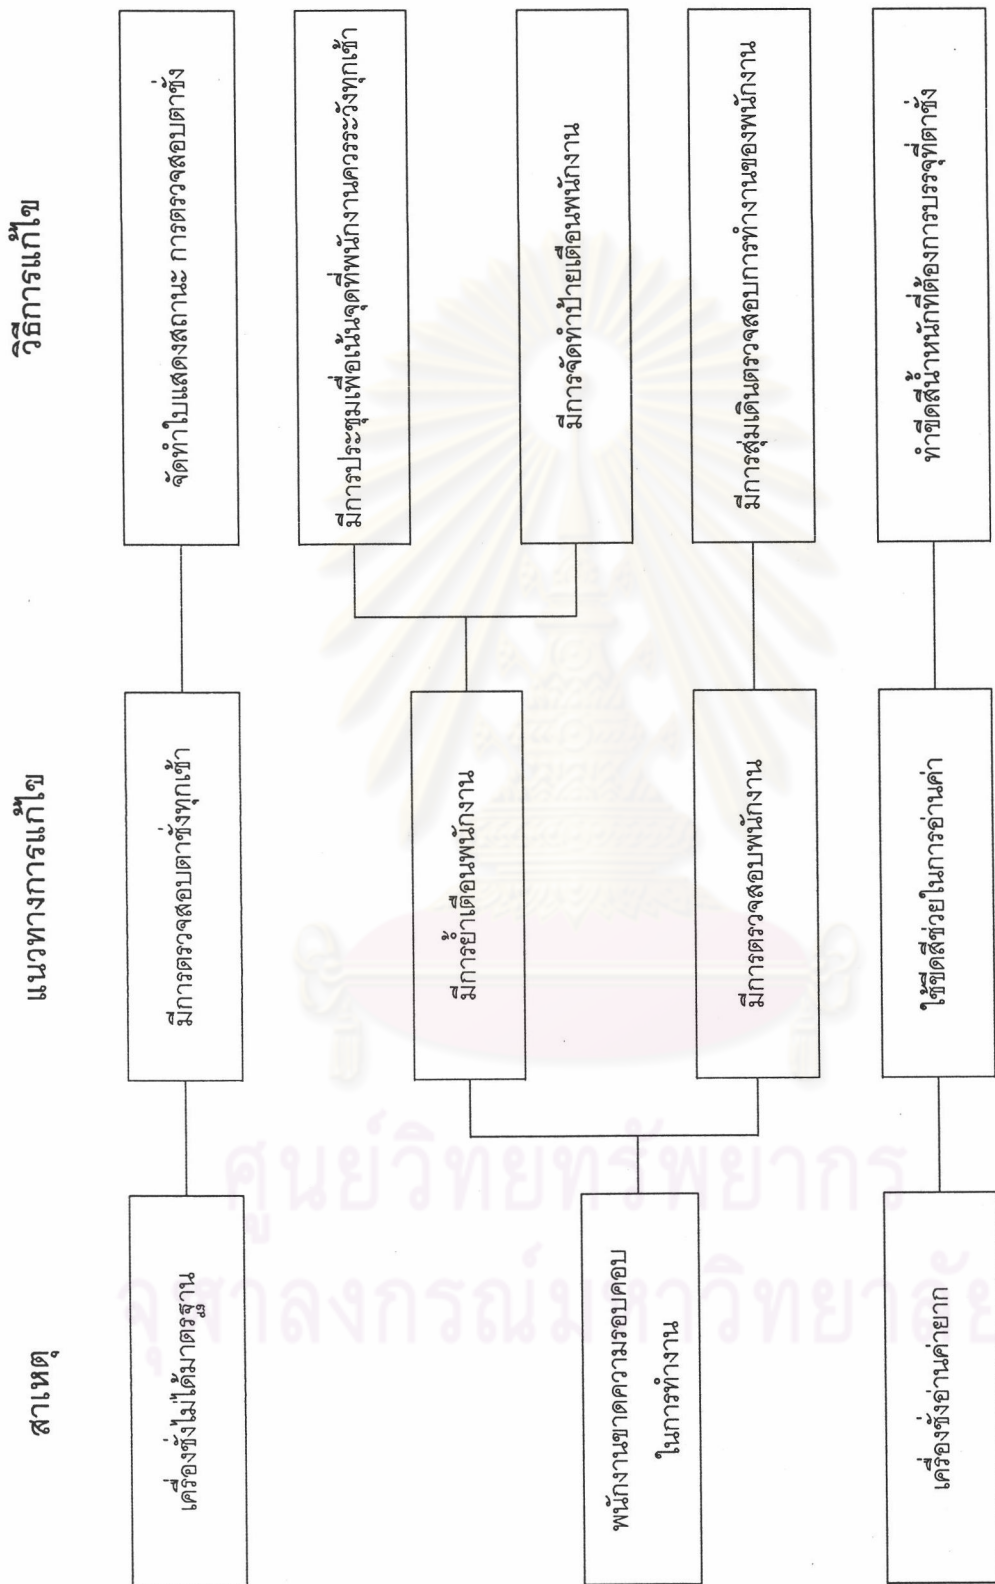 สาเหตุ
แนวทางการแก้ไข
วิธีการแก้ไข
เครื่องชั่งไม่ได้มาตรฐาน
มีการตรวจสอบตาชั่งทุกเช้า
จัดทำใบแสดงสถานะ การตรวจสอบตาชั่ง
พนักงานขาดความรอบคอบ
ในการทำงาน
มีการย้ำเตือนพนักงาน
มีการประชุมเพื่อเน้นจุดที่พนักงานควรระวังทุกเช้า
มีการจัดทำป้ายเตือนพนักงาน
มีการตรวจสอบพนักงาน
มีการสุ่มเดินตรวจสอบการทำงานของพนักงาน
เครื่องชั่งอ่านค่ายาก
ใช้ขีดสีช่วยในการอ่านค่า
ทำขีดสีน้ำหนักที่ต้องการบรรจุที่ตาชั่ง
ศูนย์วิทยทรัพยากร
จุฬาลงกรณ์มหาวิทยาลัย